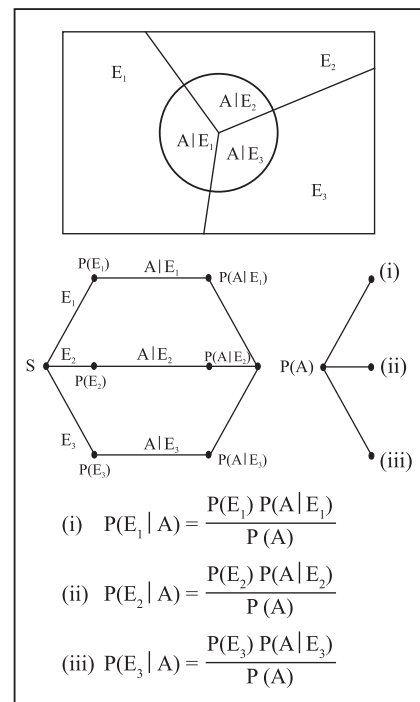 E₁
E₂
A|E₂
A|E₁
A|E₃
E₃
P(E₁) A|E₁ P(A|E₁)
E₁
(i)
S E₂ A|E₂ P(A|E₂) P(A) (ii)
P(E₂)
E₃
A|E₃
P(E₃) P(A|E₃) (iii)
(i) P(E₁|A) = P(E₁) P(A|E₁) / P (A)
(ii) P(E₂|A) = P(E₂) P(A|E₂) / P (A)
(iii) P(E₃|A) = P(E₃) P(A|E₃) / P(A)